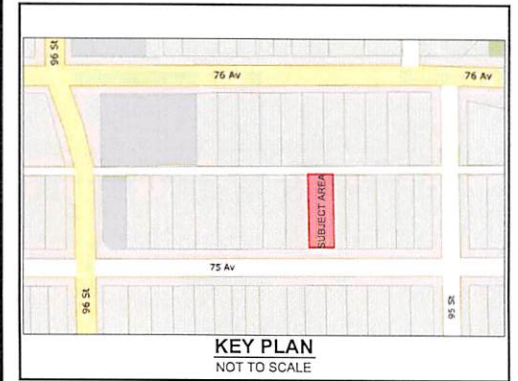 96 St
76 Av
76 Av
SUBJECT AREA
75 Av
96 St
95 St
KEY PLAN
NOT TO SCALE